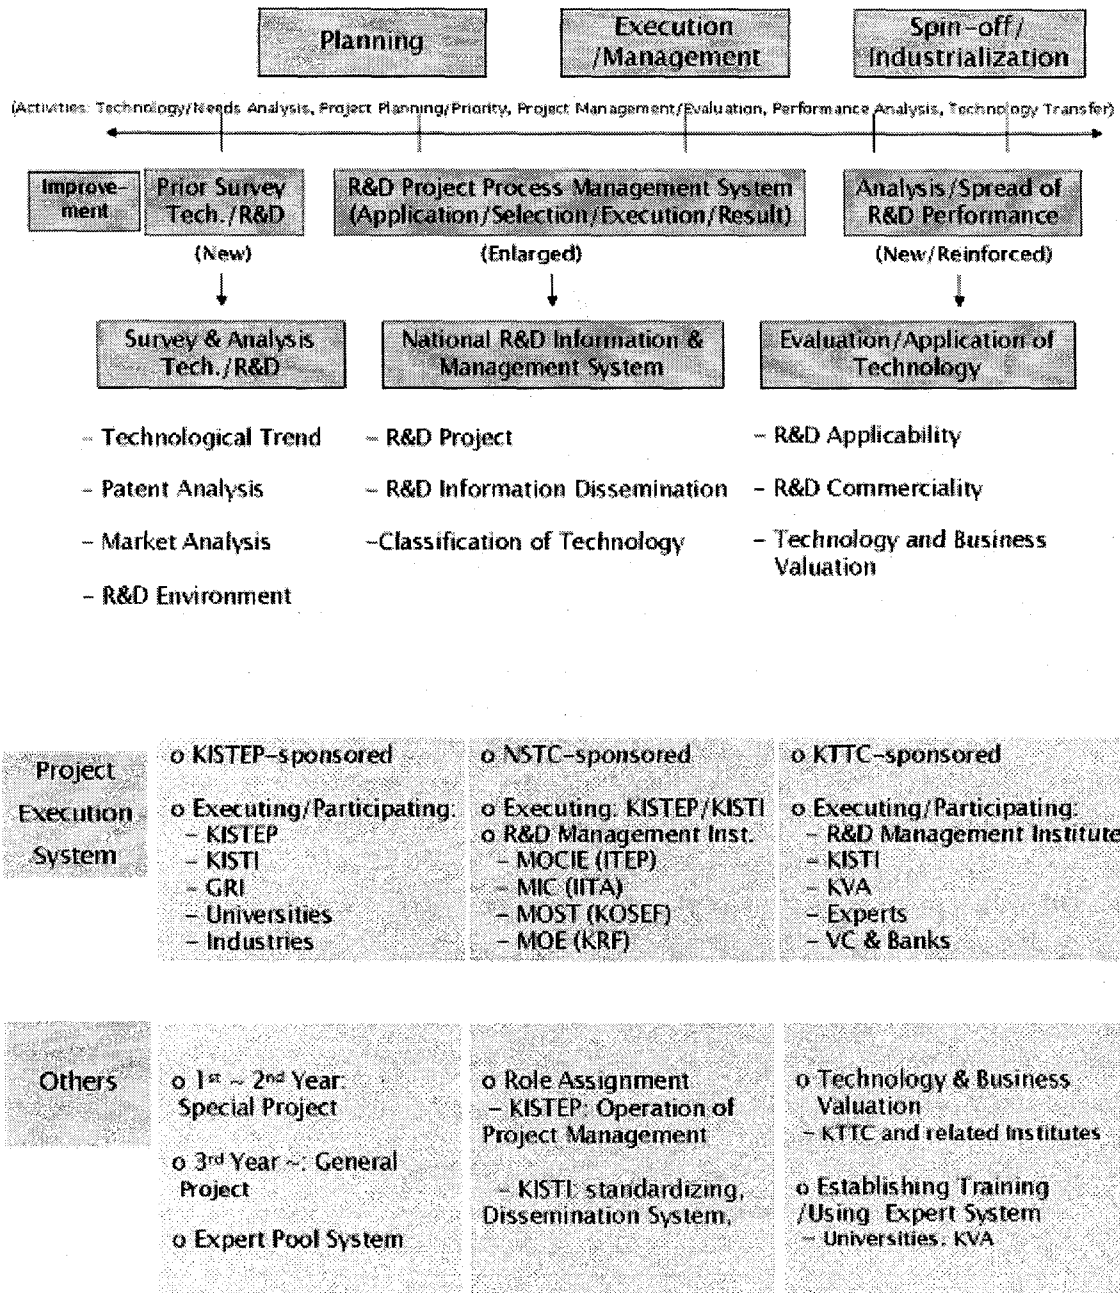 Planning
Execution
/Management
Spin-off/
Industrialization
(Activities: Technology/Needs Analysis, Project Planning/Priority, Project Management/Evaluation, Performance Analysis, Technology Transfer)
Improve-
ment
Prior Survey
Tech./R&D
R&D Project Process Management System
(Application/Selection/Execution/Result)
Analysis/Spread of
R&D Performance
(New)
(Enlarged)
(New/Reinforced)
Survey & Analysis
Tech./R&D
National R&D Information &
Management System
Evaluation/Application of
Technology
- Technological Trend
- Patent Analysis
- Market Analysis
- R&D Environment
- R&D Project
- R&D Information Dissemination
-Classification of Technology
- R&D Applicability
- R&D Commerciality
- Technology and Business
Valuation
Project
Execution
System
o KISTEP-sponsored
o Executing/Participating:
- KISTEP
- KISTI
- GRI
- Universities
- Industries
o NSTC-sponsored
o Executing: KISTEP/KISTI
o R&D Management Inst.
- MOCIE (ITEP)
- MIC (IITA)
- MOST (KOSEF)
- MOE (KRF)
o KTTC-sponsored
o Executing/Participating:
- R&D Management Institute
- KISTI
- KVA
- Experts
- VC & Banks
Others
o 1st ~ 2nd Year:
Special Project
o 3rd Year ~: General
Project
o Expert Pool System
o Role Assignment
- KISTEP: Operation of
Project Management
- KISTI: standardizing,
Dissemination System,
o Technology & Business
Valuation
- KTTC and related Institutes
o Establishing Training
/Using Expert System
- Universities, KVA